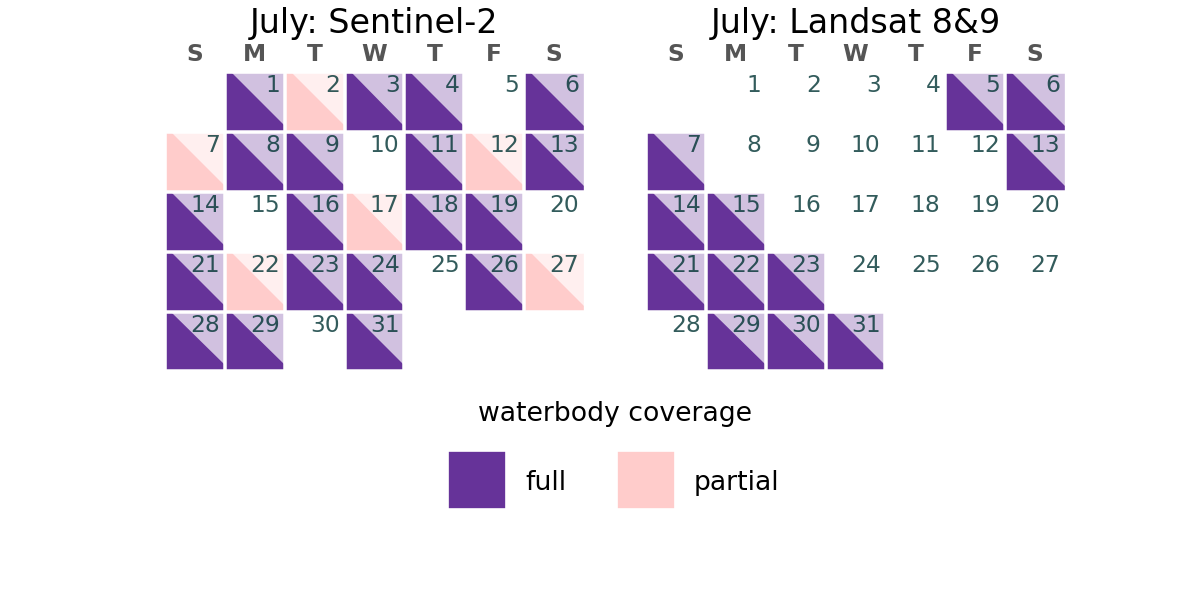 July: Sentinel-2
S M T W T F S
1 2 3 4 5 6
7 8 9 10 11 12 13
14 15 16 17 18 19 20
21 22 23 24 25 26 27
28 29 30 31
July: Landsat 8&9
S M T W T F S
1 2 3 4 5 6
7 8 9 10 11 12 13
14 15 16 17 18 19 20
21 22 23 24 25 26 27
28 29 30 31
waterbody coverage
full partial